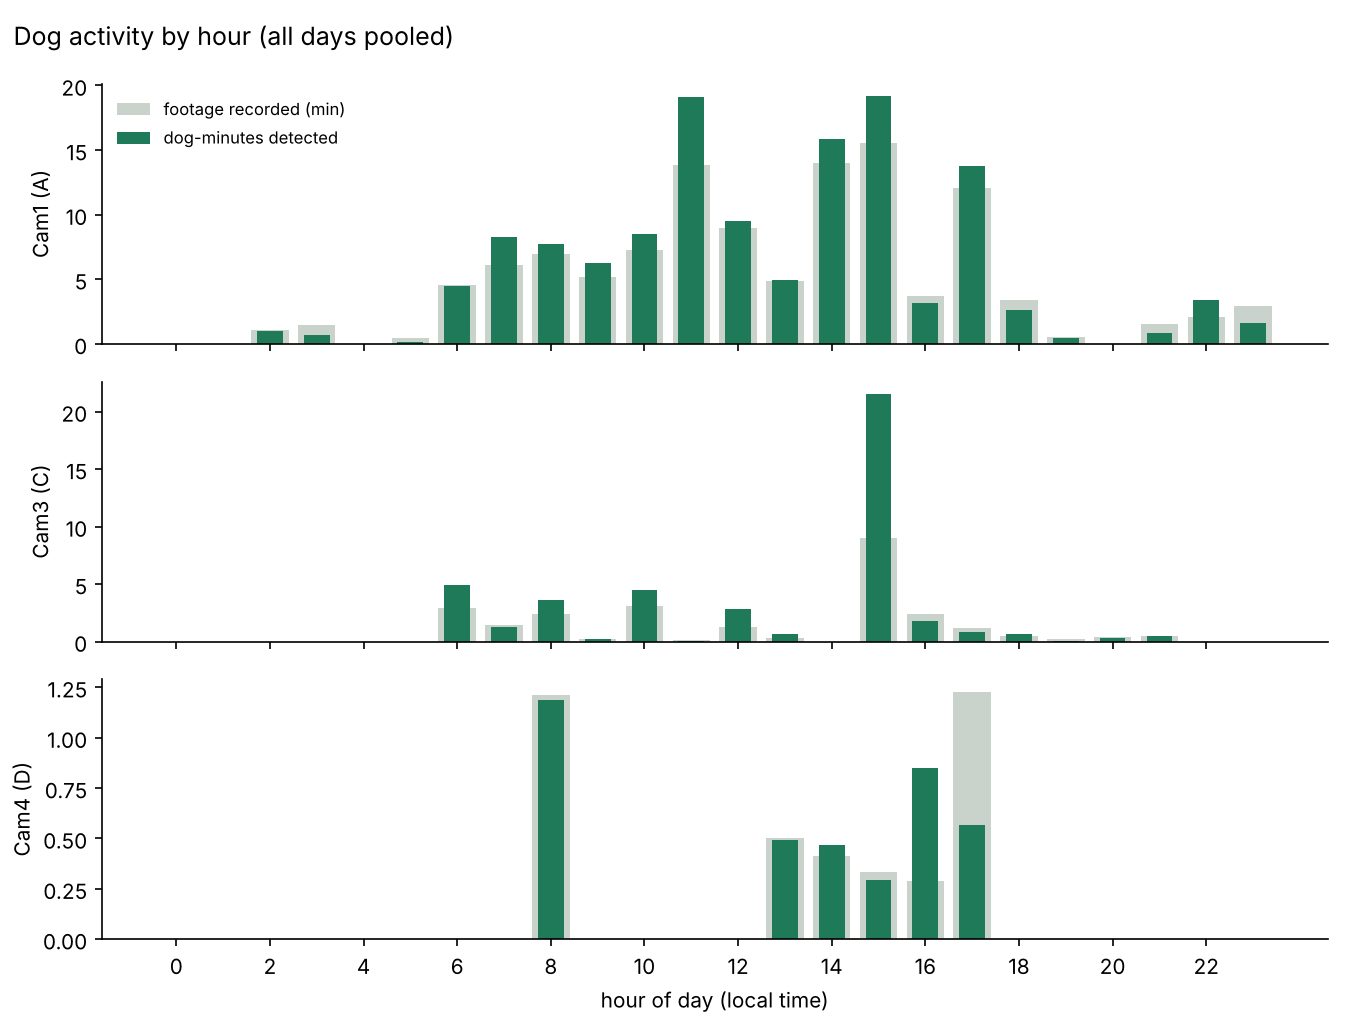 Dog activity by hour (all days pooled)
footage recorded (min)
dog-minutes detected
Cam1 (A)
20
15
10
5
0
Cam3 (C)
20
15
10
5
0
Cam4 (D)
1.25
1.00
0.75
0.50
0.25
0.00
0 2 4 6 8 10 12 14 16 18 20 22
hour of day (local time)